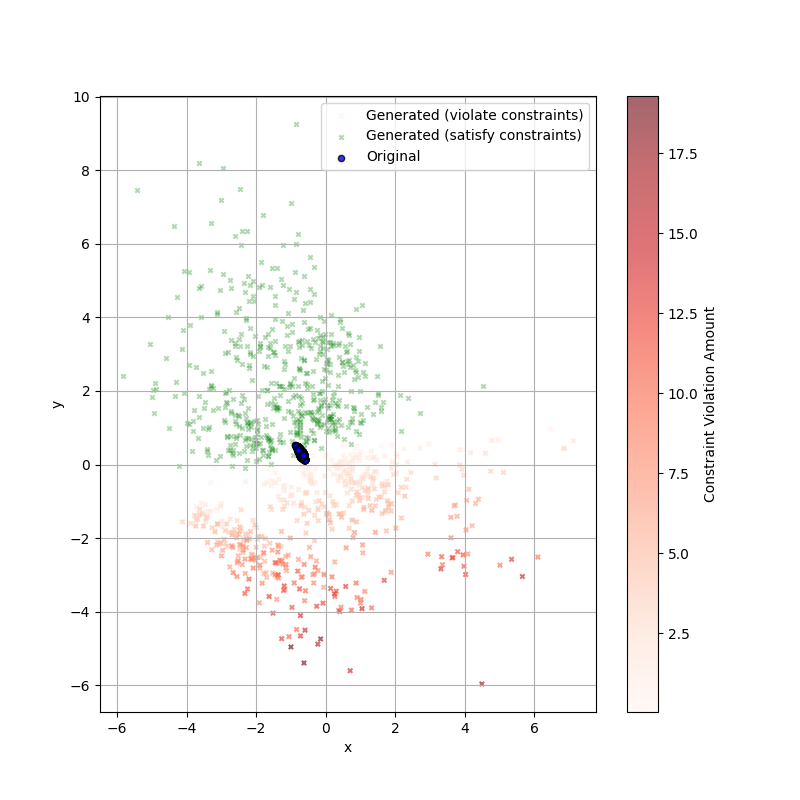 Generated (violate constraints)
Generated (satisfy constraints)
Original
10
8
6
4
2
0
−2
−4
−6
y
−6 −4 −2 0 2 4 6
x
17.5
15.0
12.5
10.0
7.5
5.0
2.5
Constraint Violation Amount